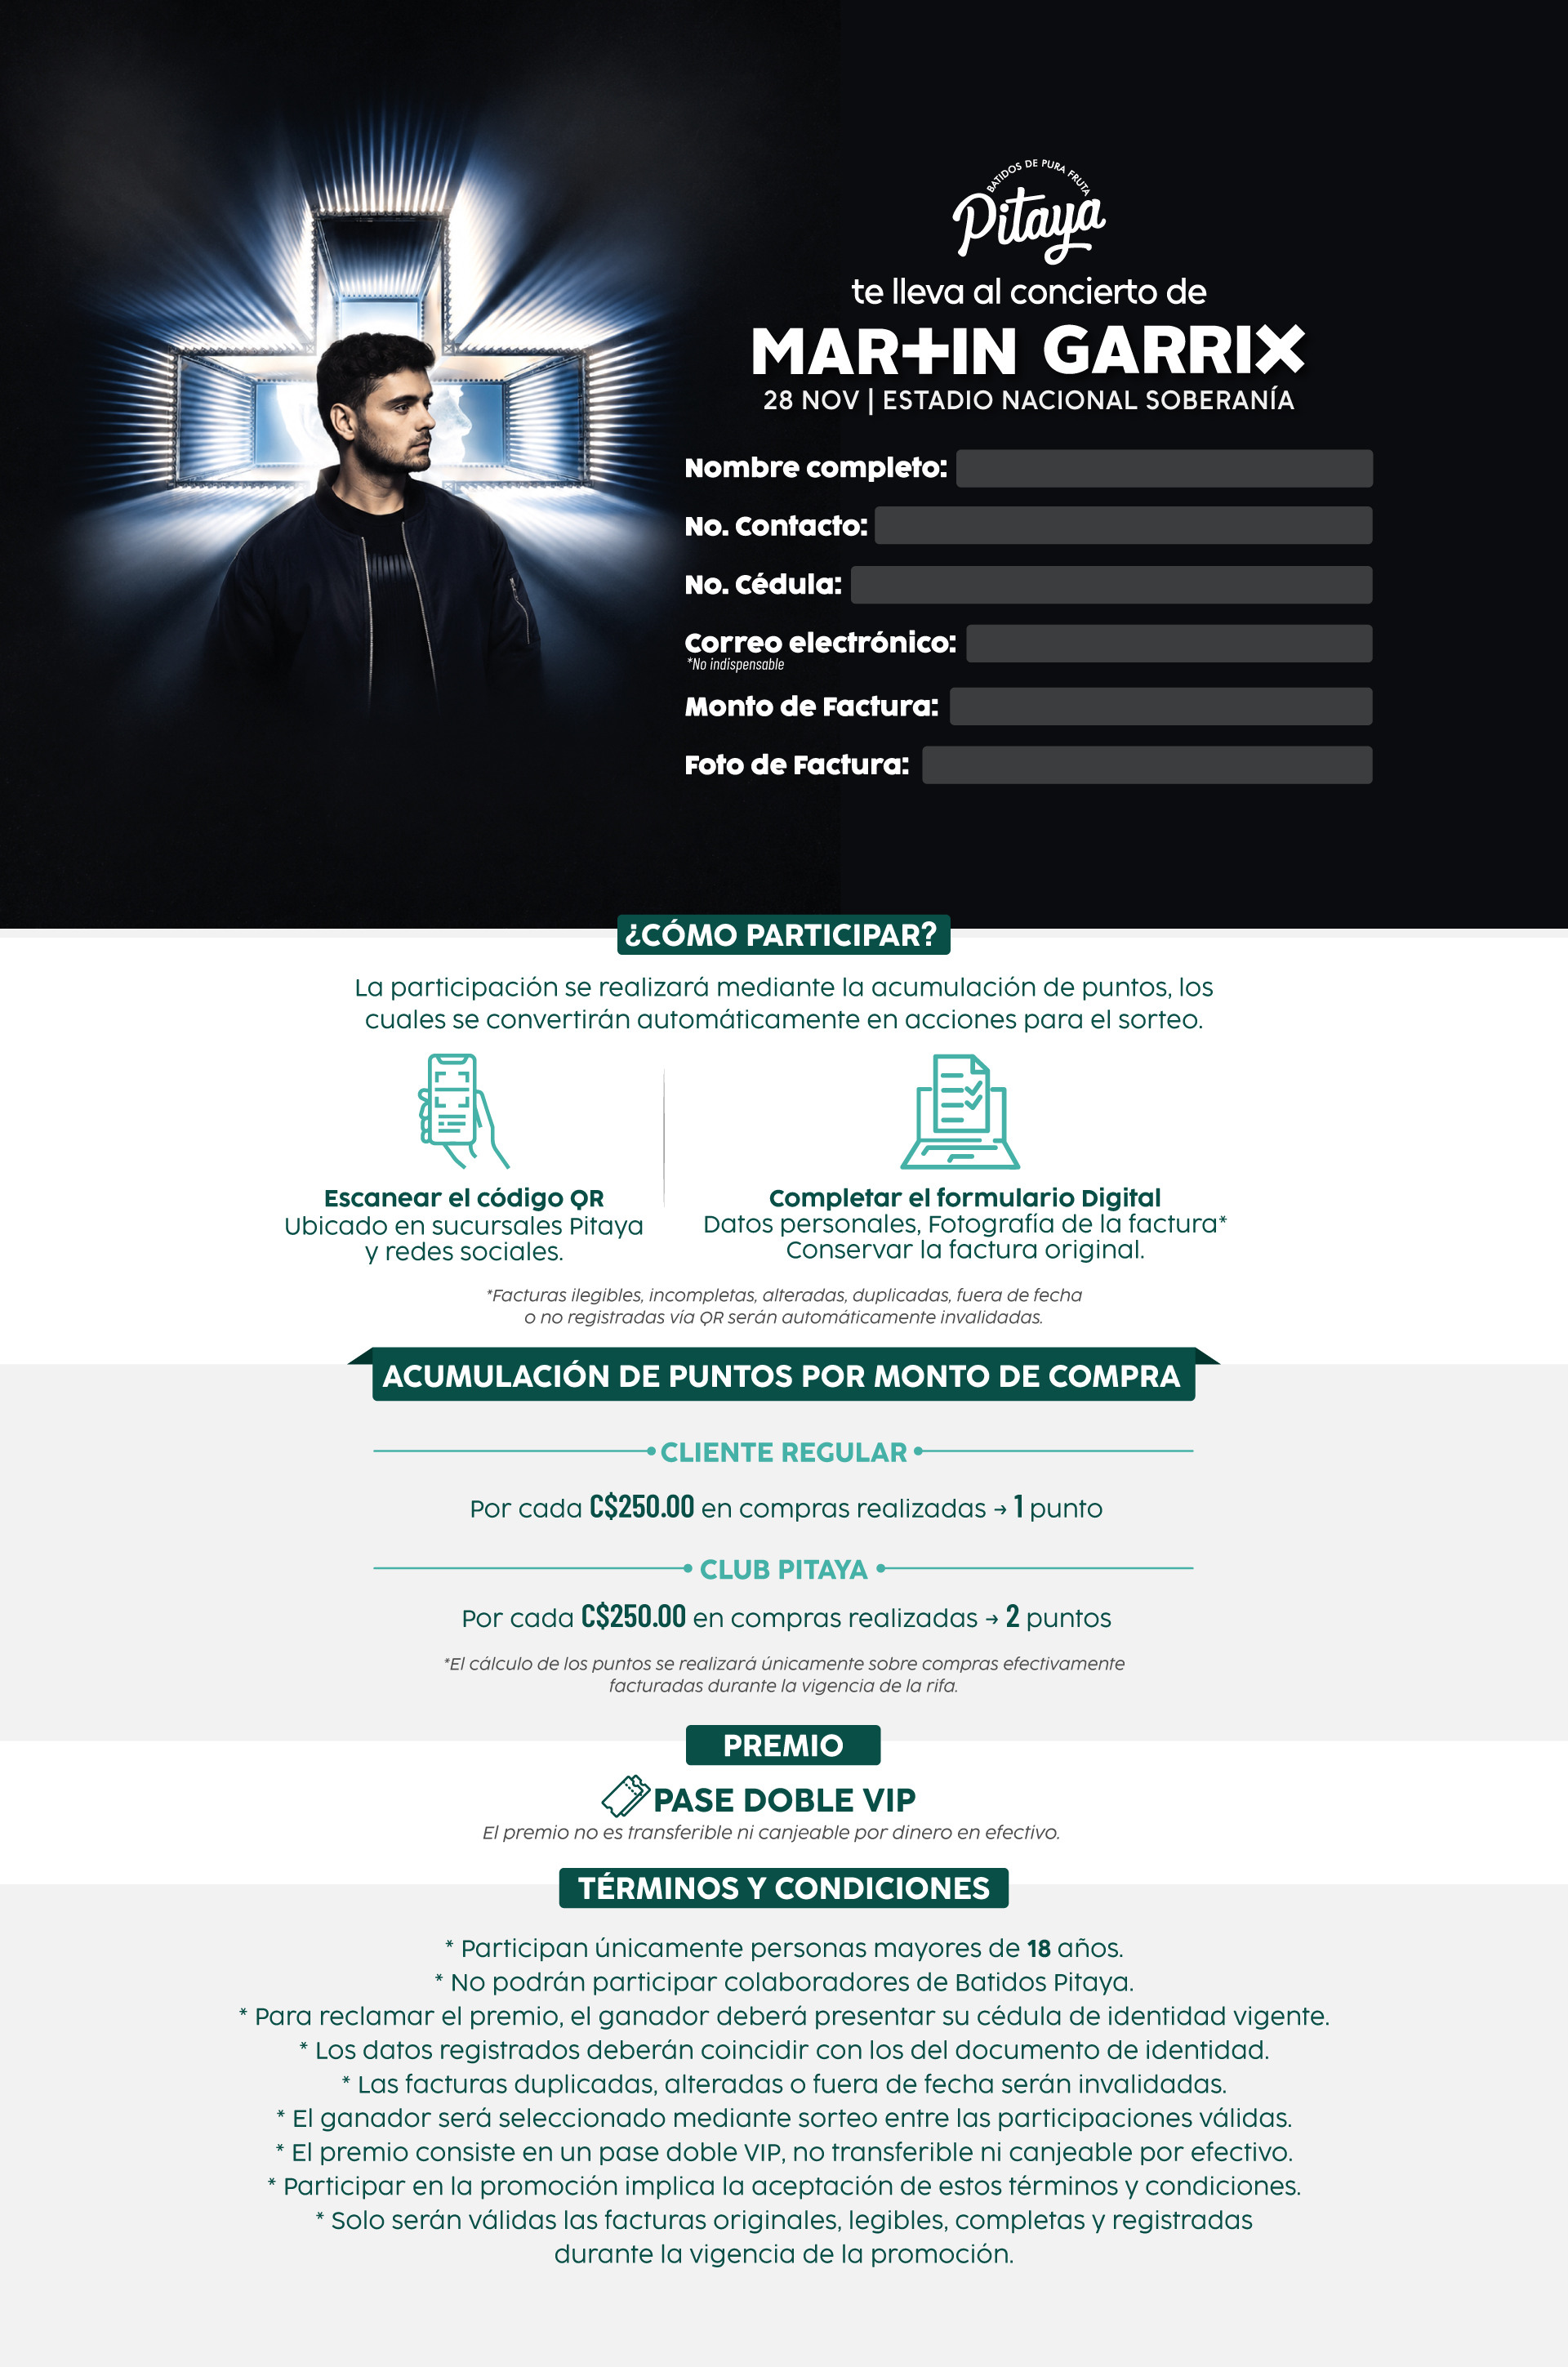 BATIDOS DE PURA FRUTA
Pitaya
te lleva al concierto de
MAR+IN GARRIX
28 NOV | ESTADIO NACIONAL SOBERANÍA
Nombre completo:
No. Contacto:
No. Cédula:
Correo electrónico:
*No indispensable
Monto de Factura:
Foto de Factura:
¿CÓMO PARTICIPAR?
La participación se realizará mediante la acumulación de puntos, los
cuales se convertirán automáticamente en acciones para el sorteo.
Escanear el código QR
Ubicado en sucursales Pitaya
y redes sociales.
Completar el formulario Digital
Datos personales, Fotografía de la factura*
Conservar la factura original.
*Facturas ilegibles, incompletas, alteradas, duplicadas, fuera de fecha
o no registradas vía QR serán automáticamente invalidadas.
ACUMULACIÓN DE PUNTOS POR MONTO DE COMPRA
CLIENTE REGULAR
Por cada C$250.00 en compras realizadas → 1 punto
CLUB PITAYA
Por cada C$250.00 en compras realizadas → 2 puntos
*El cálculo de los puntos se realizará únicamente sobre compras efectivamente
facturadas durante la vigencia de la rifa.
PREMIO
PASE DOBLE VIP
El premio no es transferible ni canjeable por dinero en efectivo.
TÉRMINOS Y CONDICIONES
* Participan únicamente personas mayores de 18 años.
* No podrán participar colaboradores de Batidos Pitaya.
* Para reclamar el premio, el ganador deberá presentar su cédula de identidad vigente.
* Los datos registrados deberán coincidir con los del documento de identidad.
* Las facturas duplicadas, alteradas o fuera de fecha serán invalidadas.
* El ganador será seleccionado mediante sorteo entre las participaciones válidas.
* El premio consiste en un pase doble VIP, no transferible ni canjeable por efectivo.
* Participar en la promoción implica la aceptación de estos términos y condiciones.
* Solo serán válidas las facturas originales, legibles, completas y registradas
durante la vigencia de la promoción.